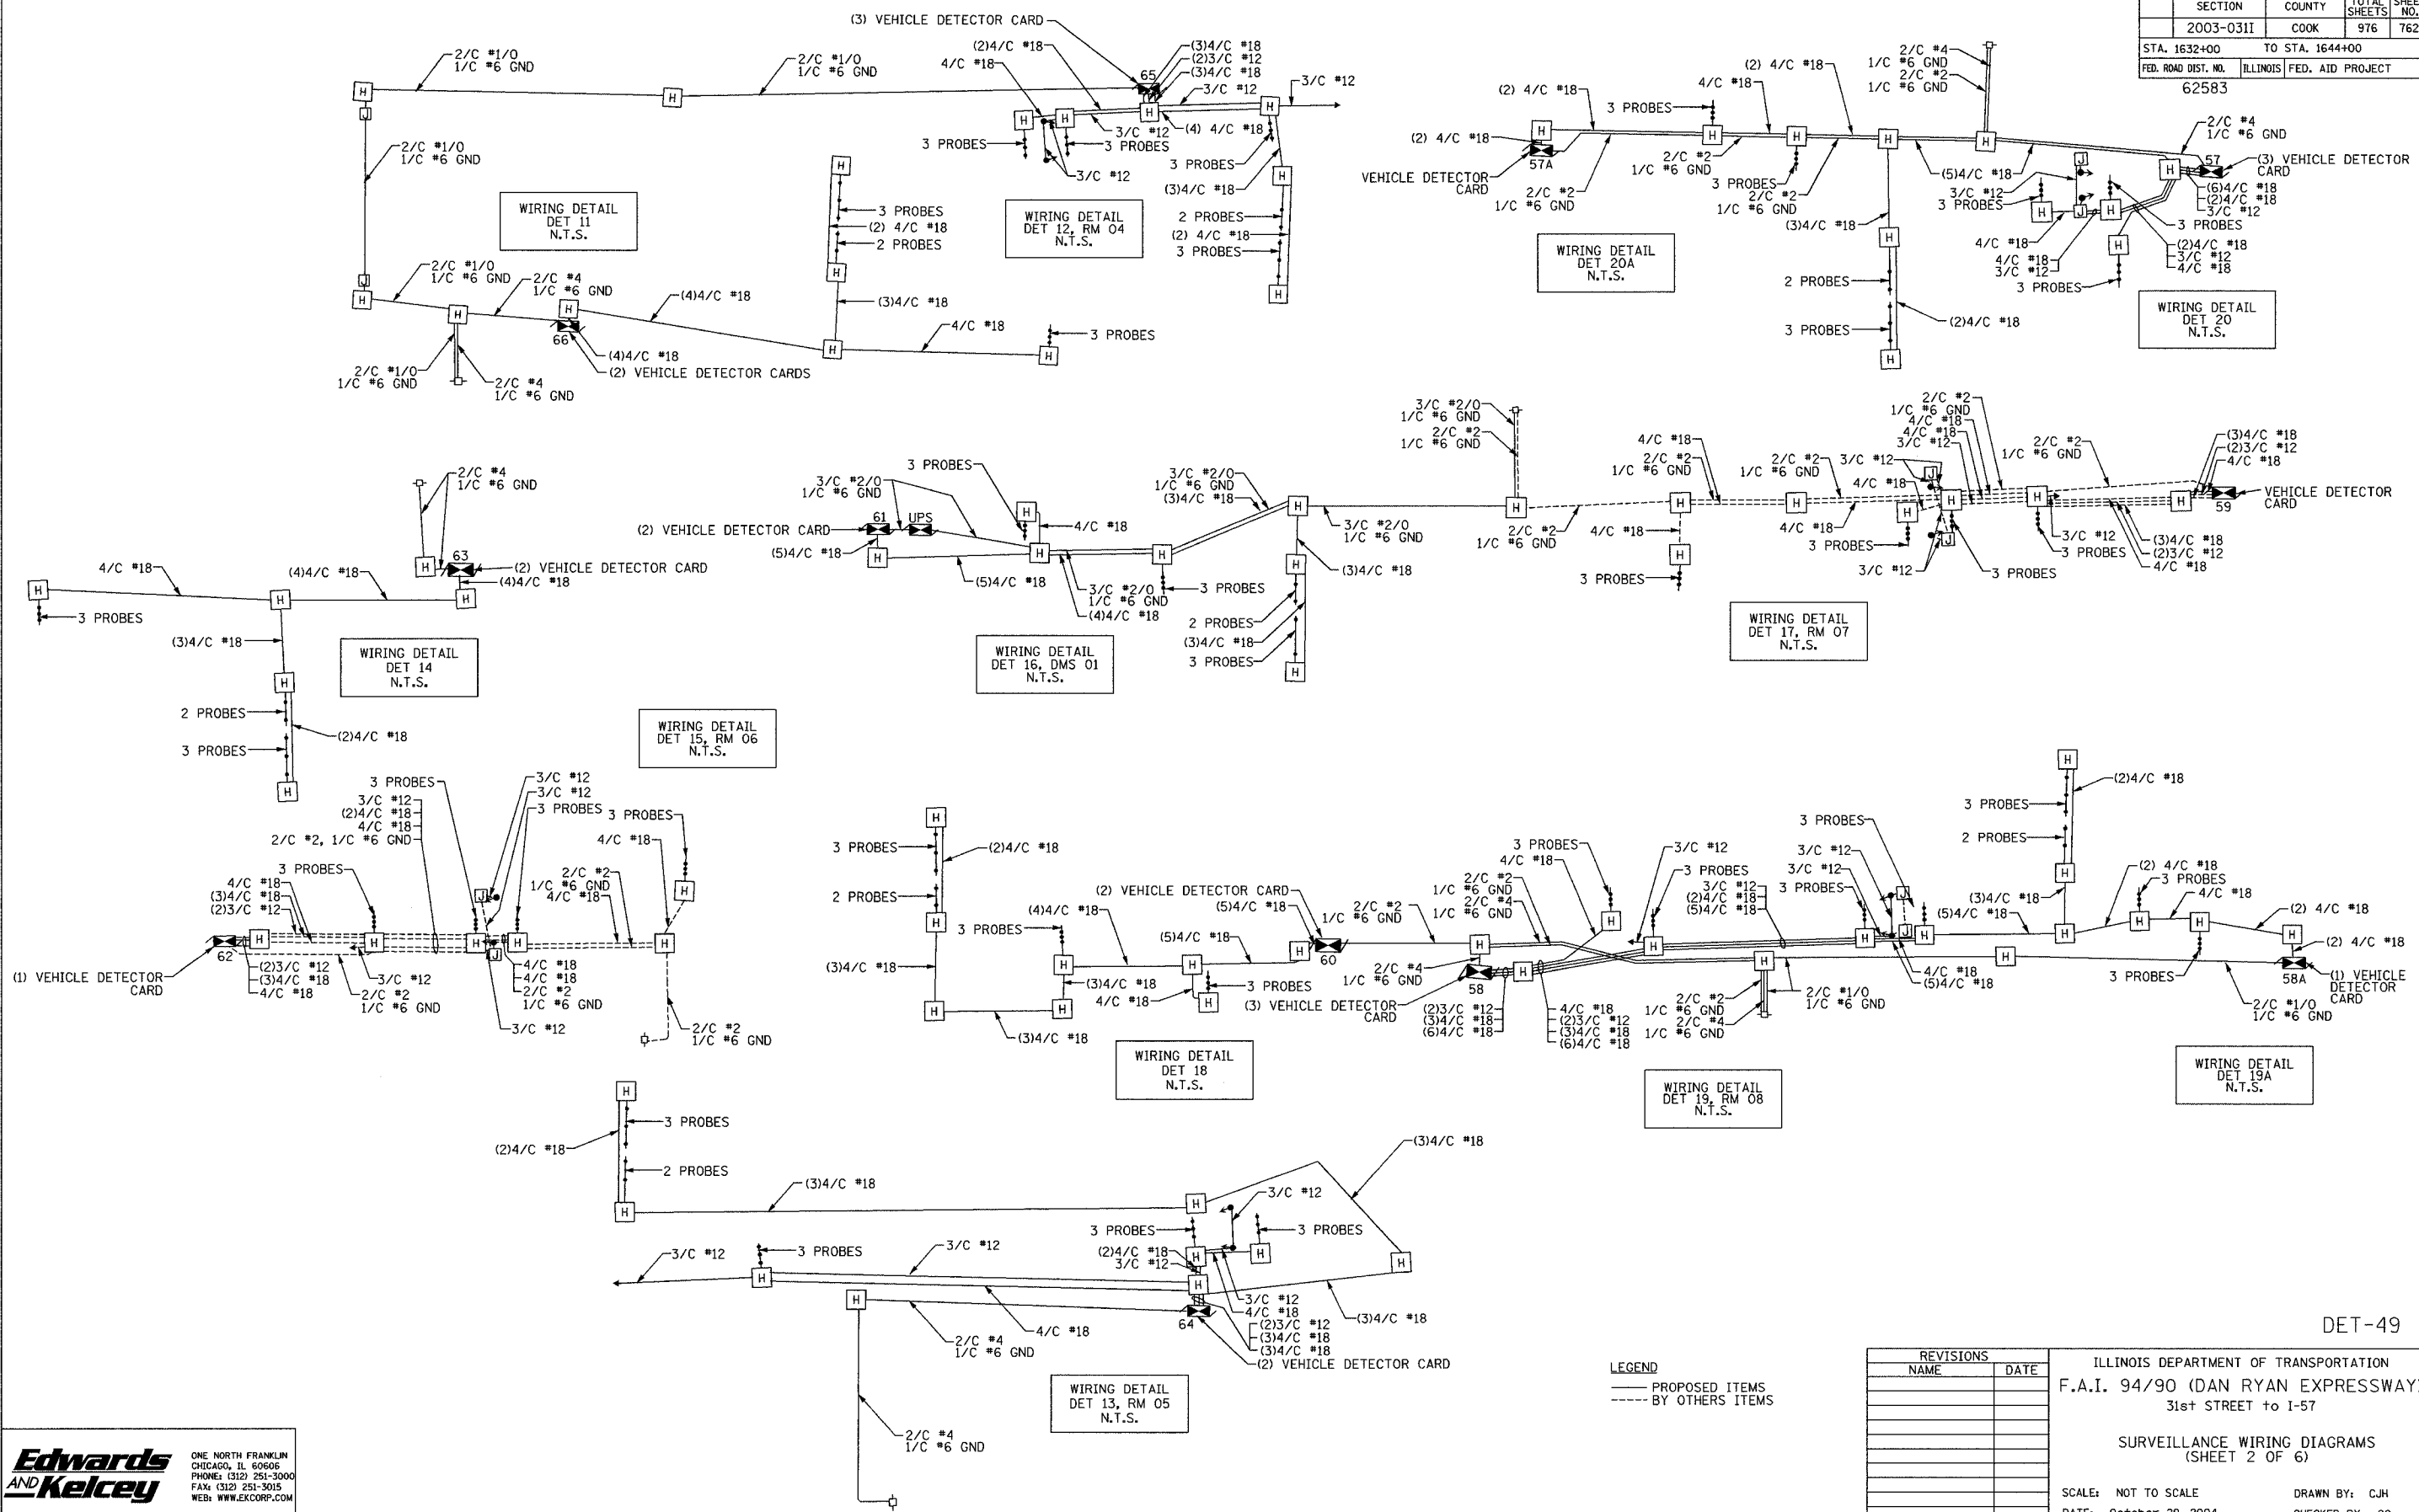 SECTION
COUNTY
TOTAL SHEETS
2003-031I
COOK
976
762
STA. 1632+00 TO STA. 1644+00
FED. ROAD DIST. NO.
ILLINOIS
FED. AID PROJECT
62583
(3) VEHICLE DETECTOR CARD
2/C #1/0
1/C #6 GND
2/C #1/0
1/C #6 GND
(2)4/C #18
4/C #18
65
(3)4/C #18
(2)3/C #12
(3)4/C #18
3/C #12
3/C #12
H
H
J
H
H
H
H
3 PROBES
3/C #12
3 PROBES
(4) 4/C #18
3/C #12
3 PROBES
2/C #1/0
1/C #6 GND
WIRING DETAIL
DET 11
N.T.S.
H
3 PROBES
(2) 4/C #18
2 PROBES
H
(3)4/C #18
WIRING DETAIL
DET 12, RM 04
N.T.S.
(3)4/C #18
H
2 PROBES
(2) 4/C #18
3 PROBES
H
J
H
2/C #1/0
1/C #6 GND
2/C #4
1/C #6 GND
(4)4/C #18
H
H
66
H
4/C #18
H
3 PROBES
(4)4/C #18
(2) VEHICLE DETECTOR CARDS
2/C #1/0
1/C #6 GND
2/C #4
1/C #6 GND
(2) 4/C #18
3 PROBES
4/C #18
(2) 4/C #18
2/C #4
1/C #6 GND
2/C #2
1/C #6 GND
2/C #4
1/C #6 GND
(2) 4/C #18
H
57A
H
H
H
H
VEHICLE DETECTOR
CARD
2/C #2
1/C #6 GND
2/C #2
1/C #6 GND
3 PROBES
2/C #2
1/C #6 GND
(5)4/C #18
J
H
57
(3) VEHICLE DETECTOR
CARD
3/C #12
3 PROBES
H
J
H
(6)4/C #18
(2)4/C #18
3/C #12
3 PROBES
4/C #18
4/C #18
3/C #12
H
(2)4/C #18
3/C #12
4/C #18
3 PROBES
WIRING DETAIL
DET 20A
N.T.S.
(3)4/C #18
H
2 PROBES
3 PROBES
(2)4/C #18
H
WIRING DETAIL
DET 20
N.T.S.
2/C #4
1/C #6 GND
63
H
(2) VEHICLE DETECTOR CARD
(4)4/C #18
H
4/C #18
(4)4/C #18
H
H
3 PROBES
(3)4/C #18
WIRING DETAIL
DET 14
N.T.S.
H
2 PROBES
3 PROBES
(2)4/C #18
H
3/C #2/0
1/C #6 GND
3 PROBES
61
UPS
(2) VEHICLE DETECTOR CARD
(5)4/C #18
H
(5)4/C #18
H
4/C #18
H
3/C #2/0
1/C #6 GND
(3)4/C #18
H
3/C #2/0
1/C #6 GND
(4)4/C #18
3 PROBES
H
3/C #2/0
1/C #6 GND
(3)4/C #18
H
2 PROBES
(3)4/C #18
3 PROBES
H
WIRING DETAIL
DET 16, DMS 01
N.T.S.
3/C #2/0
1/C #6 GND
2/C #2
1/C #6 GND
H
2/C #2
1/C #6 GND
4/C #18
2/C #2
1/C #6 GND
H
4/C #18
H
3 PROBES
2/C #2
1/C #6 GND
H
4/C #18
2/C #2
1/C #6 GND
4/C #18
4/C #18
3/C #12
3/C #12
J
4/C #18
H
H
3 PROBES
J
3/C #12
3 PROBES
2/C #2
1/C #6 GND
H
3/C #12
3 PROBES
(3)4/C #18
(2)3/C #12
4/C #18
H
59
VEHICLE DETECTOR
CARD
(3)4/C #18
(2)3/C #12
4/C #18
WIRING DETAIL
DET 17, RM 07
N.T.S.
WIRING DETAIL
DET 15, RM 06
N.T.S.
3 PROBES
3/C #12
(2)4/C #18
4/C #18
2/C #2, 1/C #6 GND
3/C #12
3/C #12
3 PROBES
3 PROBES
4/C #18
3 PROBES
4/C #18
(3)4/C #18
(2)3/C #12
2/C #2
1/C #6 GND
4/C #18
J
H
62
H
H
H
H
J
H
(1) VEHICLE DETECTOR
CARD
(2)3/C #12
(3)4/C #18
4/C #18
3/C #12
2/C #2
1/C #6 GND
4/C #18
4/C #18
2/C #2
1/C #6 GND
3/C #12
2/C #2
1/C #6 GND
H
3 PROBES
(2)4/C #18
2 PROBES
H
(3)4/C #18
H
(3)4/C #18
H
3 PROBES
H
(3)4/C #18
(4)4/C #18
H
4/C #18
H
3 PROBES
(5)4/C #18
(2) VEHICLE DETECTOR CARD
(5)4/C #18
H
60
WIRING DETAIL
DET 18
N.T.S.
2/C #2
1/C #6 GND
H
2/C #4
1/C #6 GND
58
(3) VEHICLE DETECTOR
CARD
H
3 PROBES
4/C #18
2/C #2
1/C #6 GND
2/C #4
1/C #6 GND
H
(2)3/C #12
(3)4/C #18
(6)4/C #18
4/C #18
(2)3/C #12
(3)4/C #18
(6)4/C #18
3/C #12
3 PROBES
H
3/C #12
(2)4/C #18
(5)4/C #18
H
2/C #2
1/C #6 GND
2/C #4
1/C #6 GND
2/C #1/0
1/C #6 GND
3 PROBES
3/C #12
3/C #12
3 PROBES
H
J
J
H
4/C #18
(5)4/C #18
WIRING DETAIL
DET 19, RM 08
N.T.S.
H
(2)4/C #18
3 PROBES
2 PROBES
H
(3)4/C #18
(5)4/C #18
H
H
(2) 4/C #18
3 PROBES
4/C #18
H
H
3 PROBES
(2) 4/C #18
H
(2) 4/C #18
58A
(1) VEHICLE
DETECTOR
CARD
2/C #1/0
1/C #6 GND
WIRING DETAIL
DET 19A
N.T.S.
H
3 PROBES
(2)4/C #18
2 PROBES
H
(3)4/C #18
H
(3)4/C #18
3/C #12
3 PROBES
3 PROBES
(2)4/C #18
3/C #12
H
H
H
3/C #12
3 PROBES
H
3/C #12
H
4/C #18
3/C #12
4/C #18
(2)3/C #12
(3)4/C #18
(3)4/C #18
(2) VEHICLE DETECTOR CARD
(3)4/C #18
64
H
2/C #4
1/C #6 GND
2/C #4
1/C #6 GND
WIRING DETAIL
DET 13, RM 05
N.T.S.
LEGEND
PROPOSED ITEMS
BY OTHERS ITEMS
DET-49
REVISIONS
NAME
DATE
ILLINOIS DEPARTMENT OF TRANSPORTATION
F.A.I. 94/90 (DAN RYAN EXPRESSWAY)
31st STREET to I-57
SURVEILLANCE WIRING DIAGRAMS
(SHEET 2 OF 6)
SCALE: NOT TO SCALE
DRAWN BY: CJH
Edwards
AND Kelcey
ONE NORTH FRANKLIN
CHICAGO, IL 60606
PHONE: (312) 251-3000
FAX: (312) 251-3015
WEB: WWW.EKCORP.COM